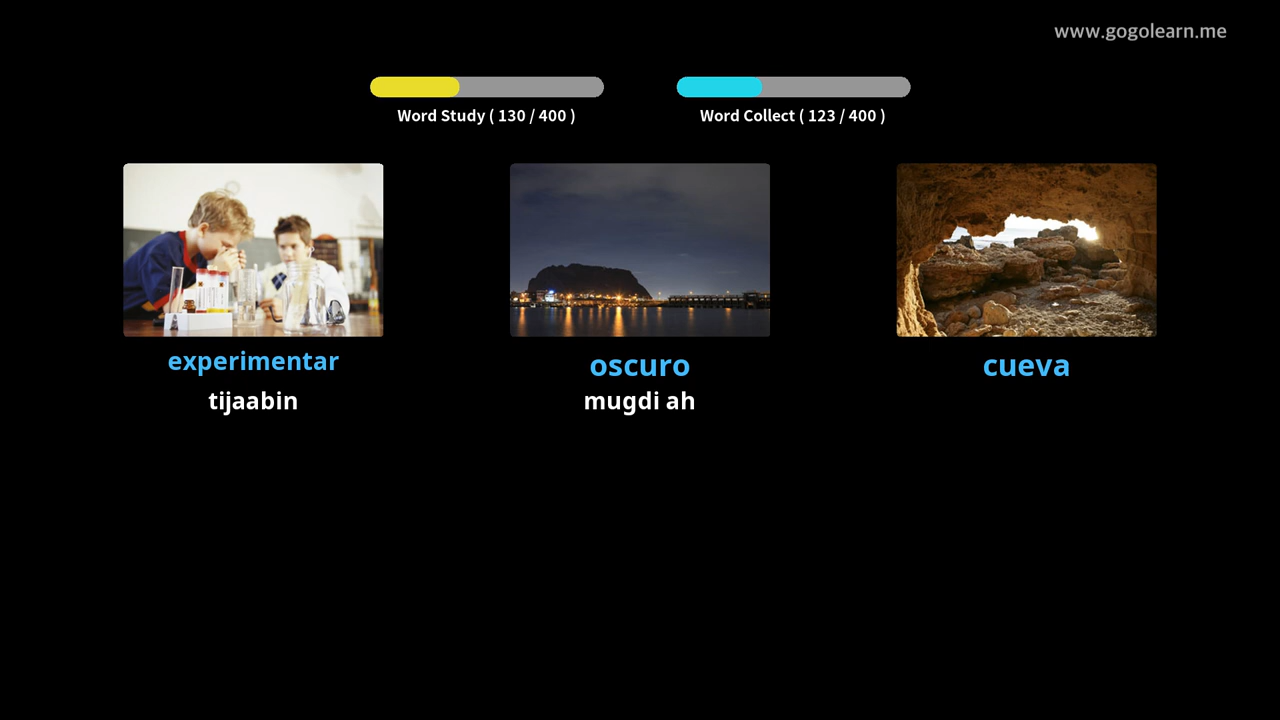 www.gogolearn.me
Word Study ( 130 / 400 )
Word Collect ( 123 / 400 )
experimentar
tijaabin
oscuro
mugdi ah
cueva